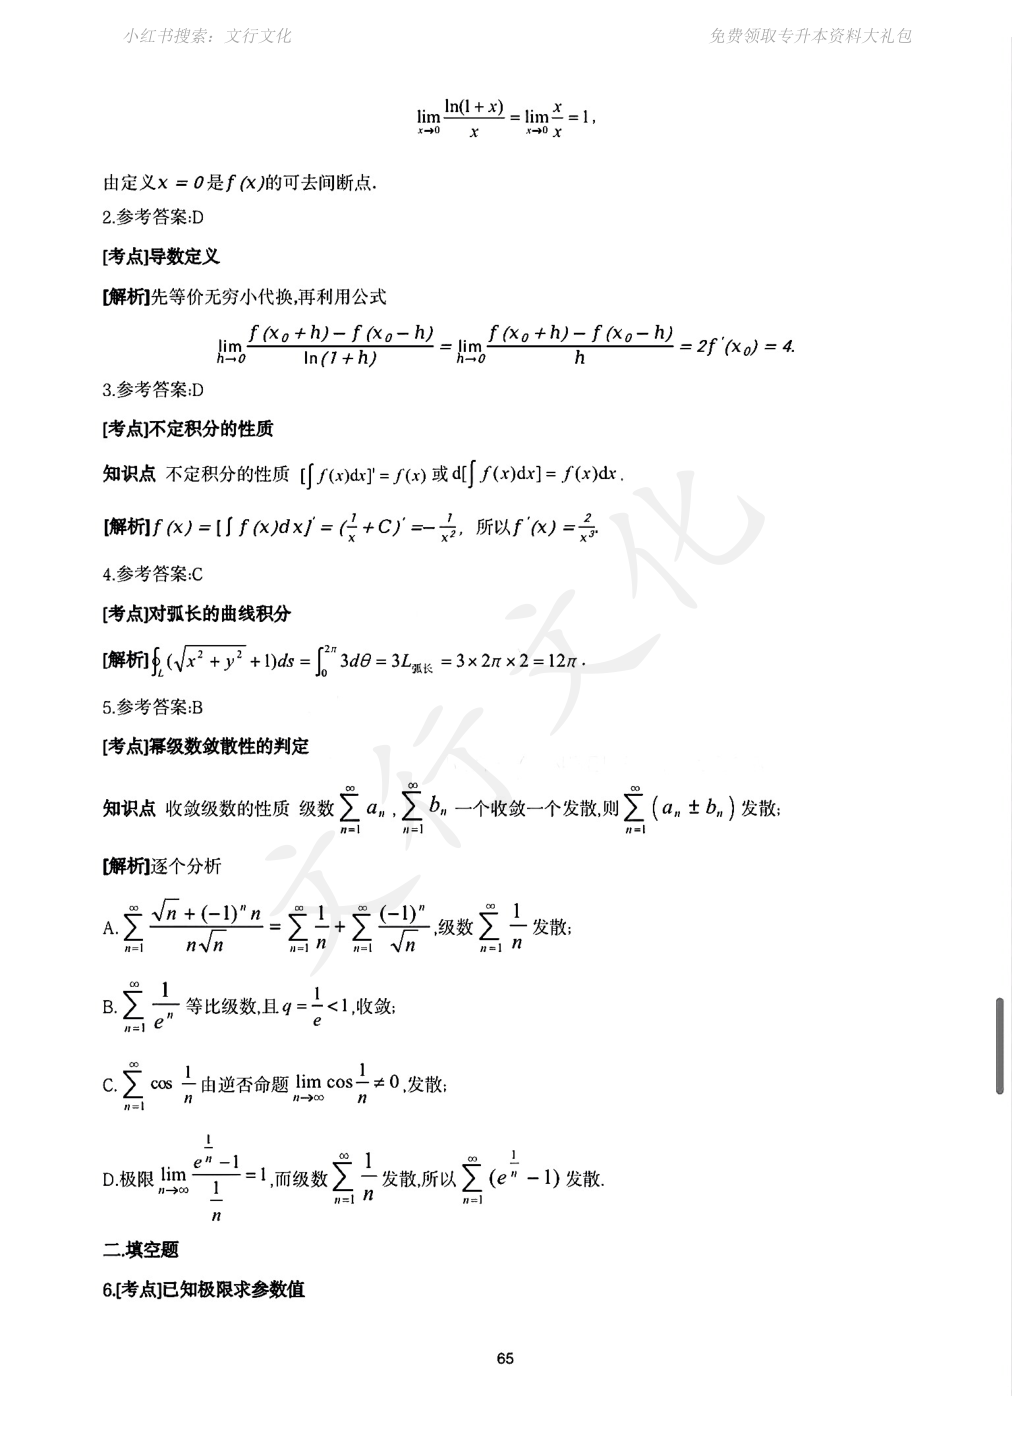 小红书搜索：文行文化
免费领取专升本资料大礼包
lim_{x→0} ln(1+x)/x = lim_{x→0} x/x = 1，
由定义x = 0是f(x)的可去间断点.
2.参考答案:D
[考点]导数定义
[解析]先等价无穷小代换,再利用公式
lim_{h→0} (f(x₀+h)−f(x₀−h))/ln(1+h) = lim_{h→0} (f(x₀+h)−f(x₀−h))/h = 2f′(x₀) = 4.
3.参考答案:D
[考点]不定积分的性质
知识点 不定积分的性质 [∫f(x)dx]′ = f(x) 或 d[∫f(x)dx] = f(x)dx.
[解析]f(x) = [∫f(x)dx]′ = (1/x + C)′ = −1/x²，所以f′(x) = 2/x³.
4.参考答案:C
[考点]对弧长的曲线积分
[解析]∮_L (√(x²+y²)+1)ds = ∫₀^{2π} 3dθ = 3L弧长 = 3×2π×2 = 12π.
5.参考答案:B
[考点]幂级数敛散性的判定
知识点 收敛级数的性质 级数 ∑_{n=1}^{∞} aₙ, ∑_{n=1}^{∞} bₙ 一个收敛一个发散,则 ∑_{n=1}^{∞} (aₙ ± bₙ) 发散;
[解析]逐个分析
A. ∑_{n=1}^{∞} (√n+(−1)ⁿn)/(n√n) = ∑_{n=1}^{∞} 1/n + ∑_{n=1}^{∞} (−1)ⁿ/√n ,级数 ∑_{n=1}^{∞} 1/n 发散;
B. ∑_{n=1}^{∞} 1/eⁿ 等比级数,且 q = 1/e < 1,收敛;
C. ∑_{n=1}^{∞} cos 1/n 由逆否命题 lim_{n→∞} cos 1/n ≠ 0 ,发散;
D.极限 lim_{n→∞} (e^{1/n}−1)/(1/n) = 1,而级数 ∑_{n=1}^{∞} 1/n 发散,所以 ∑_{n=1}^{∞} (e^{1/n} − 1) 发散.
二.填空题
6.[考点]已知极限求参数值
65
文行文化